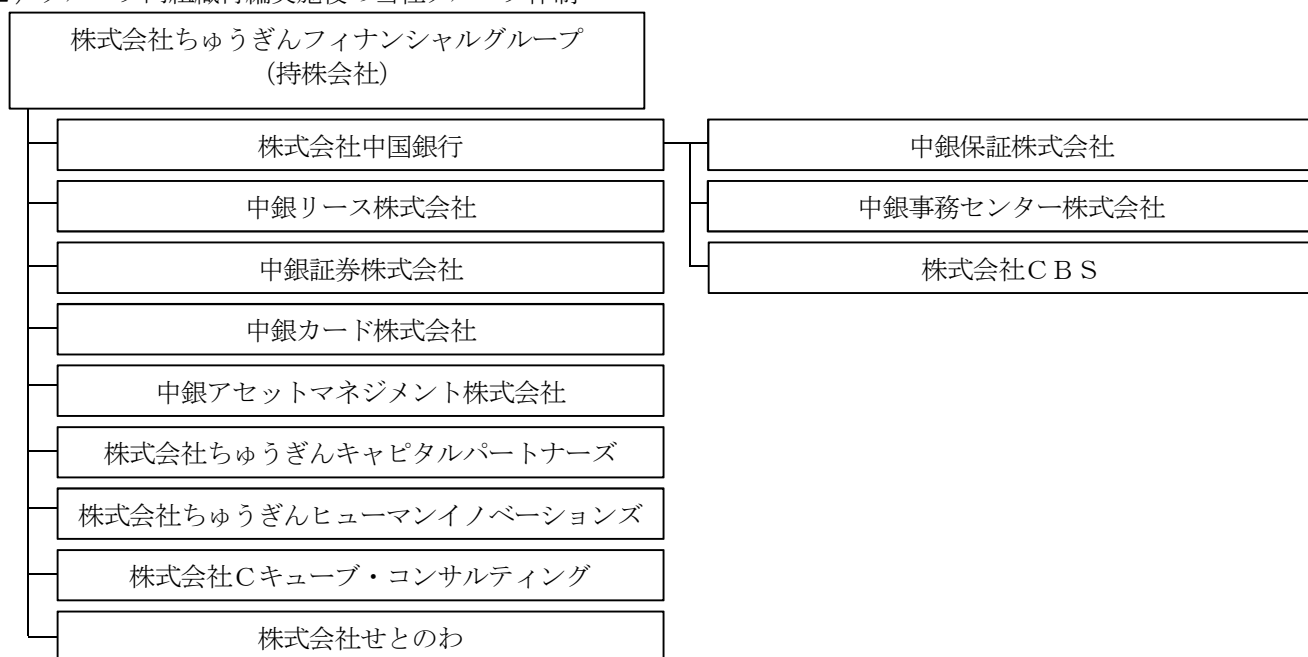 株式会社ちゅうぎんフィナンシャルグループ
（持株会社）
株式会社中国銀行
中銀保証株式会社
中銀リース株式会社
中銀事務センター株式会社
中銀証券株式会社
株式会社ＣＢＳ
中銀カード株式会社
中銀アセットマネジメント株式会社
株式会社ちゅうぎんキャピタルパートナーズ
株式会社ちゅうぎんヒューマンイノベーションズ
株式会社Ｃキューブ・コンサルティング
株式会社せとのわ